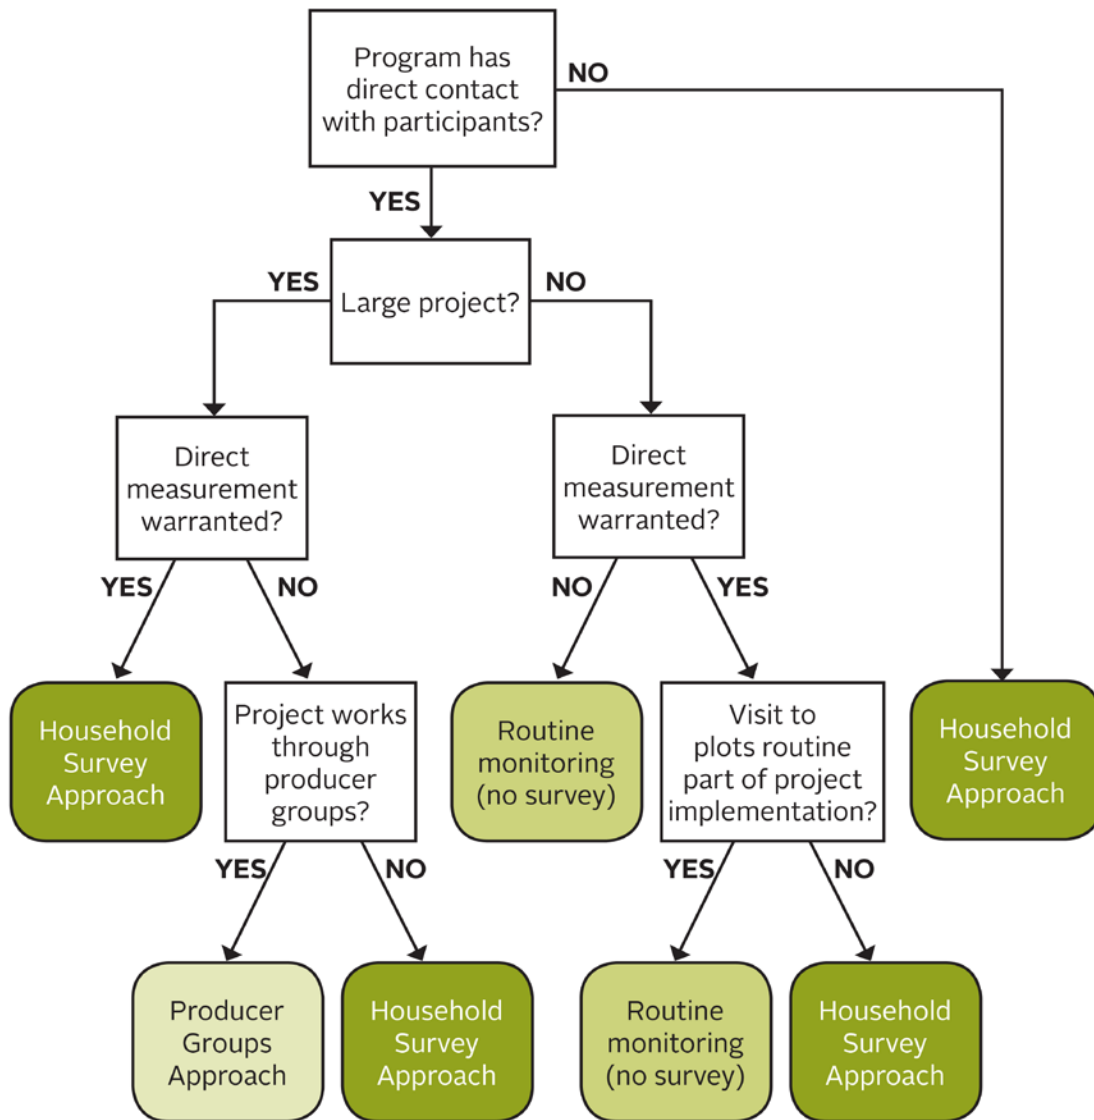 Program has
direct contact
with participants?
NO
YES
YES
Large project?
NO
Direct
measurement
warranted?
Direct
measurement
warranted?
YES
NO
NO
YES
Household
Survey
Approach
Project works
through
producer
groups?
Routine
monitoring
(no survey)
Visit to
plots routine
part of project
implementation?
Household
Survey
Approach
YES
NO
YES
NO
Producer
Groups
Approach
Household
Survey
Approach
Routine
monitoring
(no survey)
Household
Survey
Approach